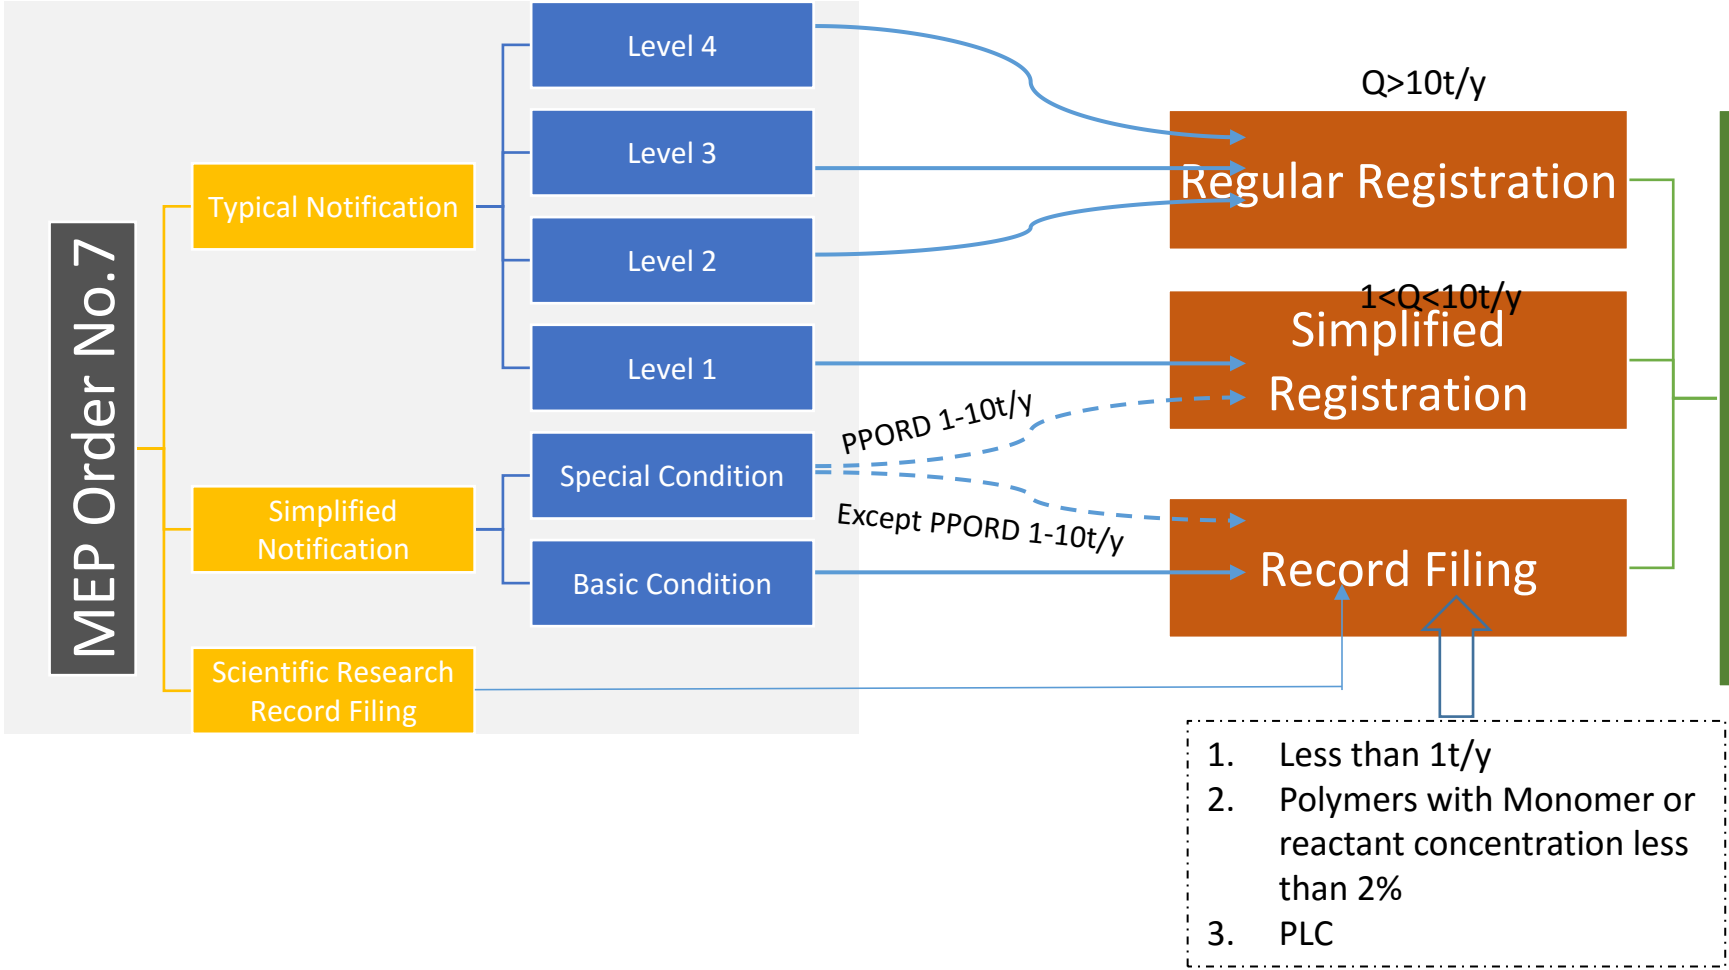 MEP Order No.7
Typical Notification
Simplified
Notification
Scientific Research
Record Filing
Level 4
Level 3
Level 2
Level 1
Special Condition
Basic Condition
PPORD 1-10t/y
Except PPORD 1-10t/y
Q>10t/y
Regular Registration
1<Q<10t/y
Simplified
Registration
Record Filing
1. Less than 1t/y
2. Polymers with Monomer or
reactant concentration less
than 2%
3. PLC